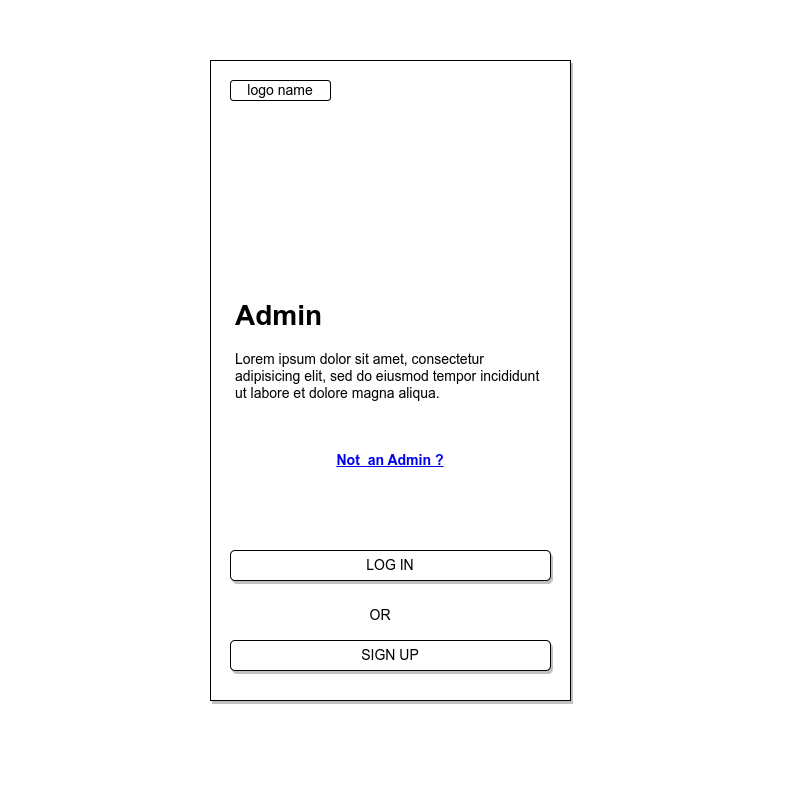 logo name
Admin
Lorem ipsum dolor sit amet, consectetur
adipisicing elit, sed do eiusmod tempor incididunt
ut labore et dolore magna aliqua.
Not  an Admin ?
LOG IN
OR
SIGN UP